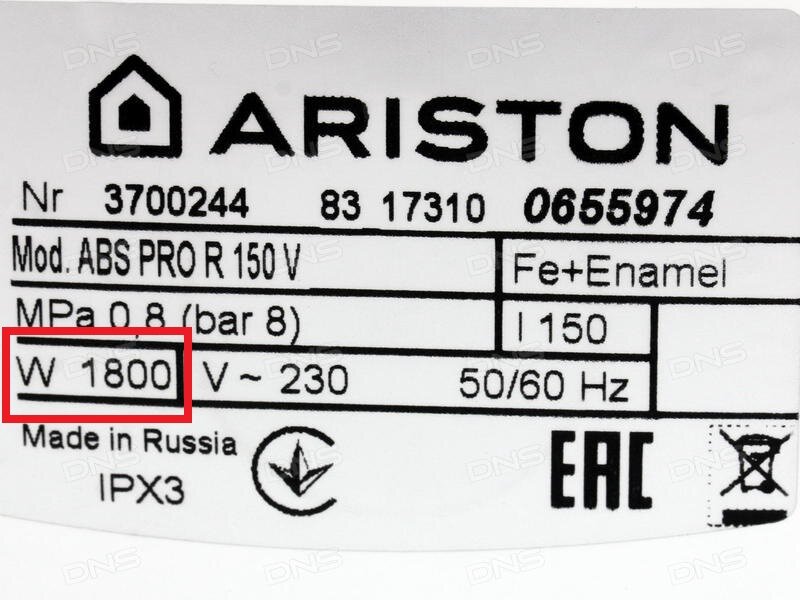 ARISTON
Nr 3700244 83 17310 0655974
Mod. ABS PRO R 150 V Fe+Enamel
MPa 0,8 (bar 8) l 150
W 1800 V ~ 230 50/60 Hz
Made in Russia
IPX3
EAC
DNS